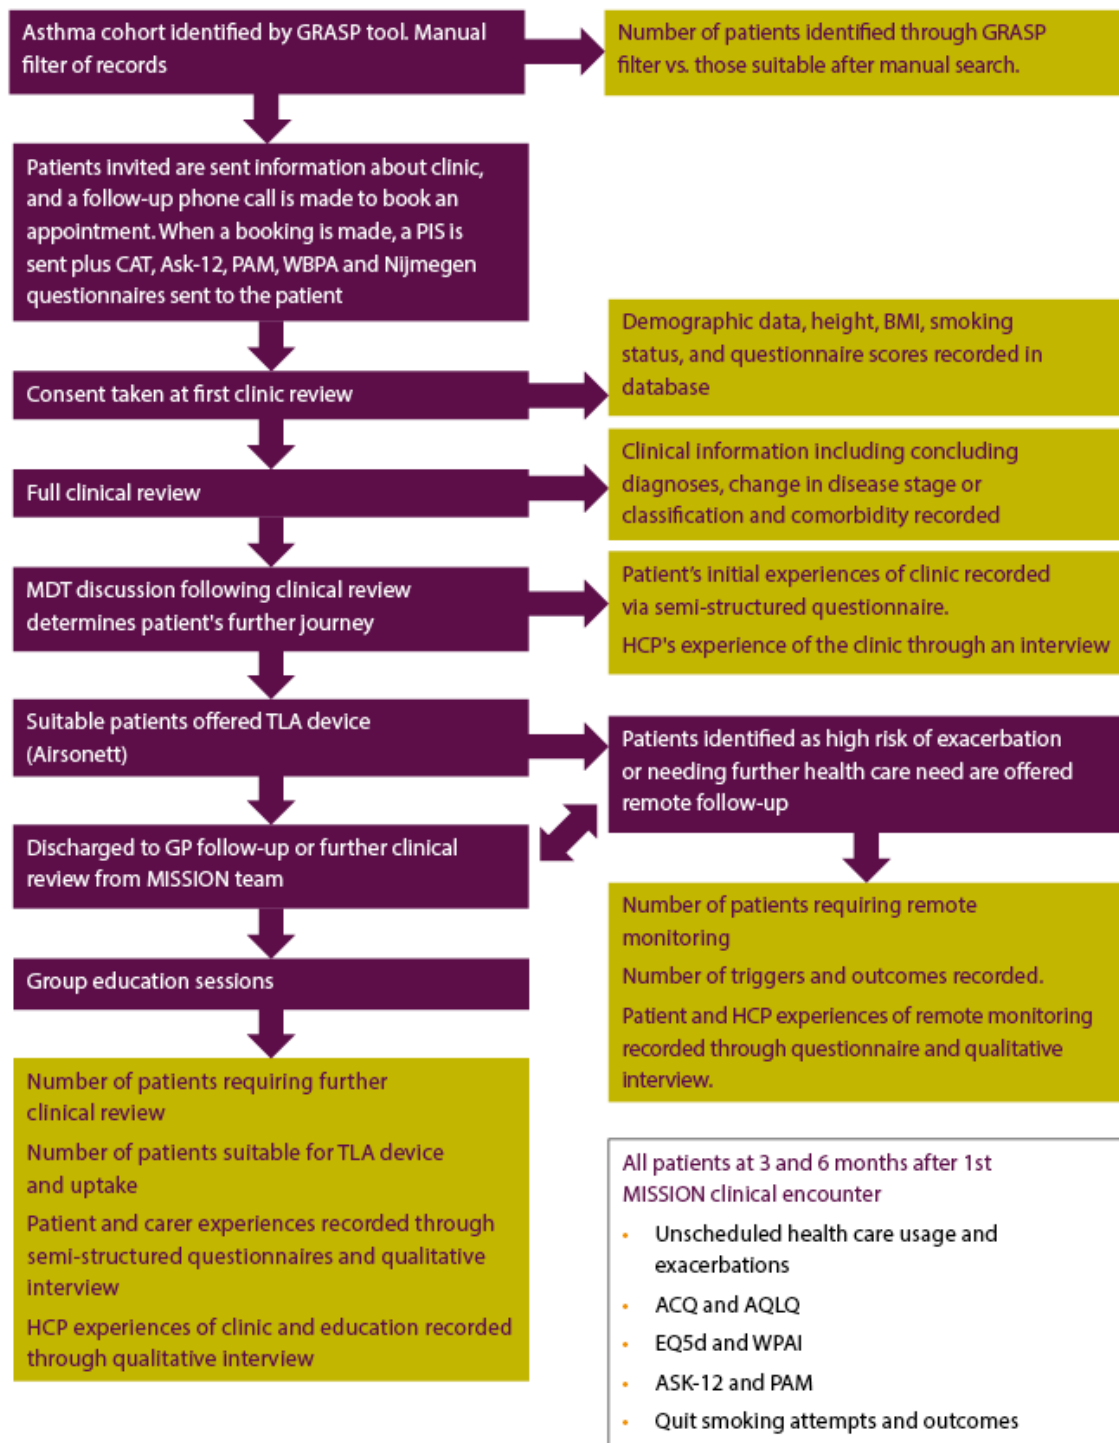 Asthma cohort identified by GRASP tool. Manual
filter of records
Number of patients identified through GRASP
filter vs. those suitable after manual search.
Patients invited are sent information about clinic,
and a follow-up phone call is made to book an
appointment. When a booking is made, a PIS is
sent plus CAT, Ask-12, PAM, WBPA and Nijmegen
questionnaires sent to the patient
Consent taken at first clinic review
Demographic data, height, BMI, smoking
status, and questionnaire scores recorded in
database
Full clinical review
Clinical information including concluding
diagnoses, change in disease stage or
classification and comorbidity recorded
MDT discussion following clinical review
determines patient's further journey
Patient's initial experiences of clinic recorded
via semi-structured questionnaire.
HCP's experience of the clinic through an interview
Suitable patients offered TLA device
(Airsonett)
Patients identified as high risk of exacerbation
or needing further health care need are offered
remote follow-up
Discharged to GP follow-up or further clinical
review from MISSION team
Number of patients requiring remote
monitoring
Number of triggers and outcomes recorded.
Patient and HCP experiences of remote monitoring
recorded through questionnaire and qualitative
interview.
Group education sessions
Number of patients requiring further
clinical review
Number of patients suitable for TLA device
and uptake
Patient and carer experiences recorded through
semi-structured questionnaires and qualitative
interview
HCP experiences of clinic and education recorded
through qualitative interview
All patients at 3 and 6 months after 1st
MISSION clinical encounter
• Unscheduled health care usage and
exacerbations
• ACQ and AQLQ
• EQ5d and WPAI
• ASK-12 and PAM
• Quit smoking attempts and outcomes